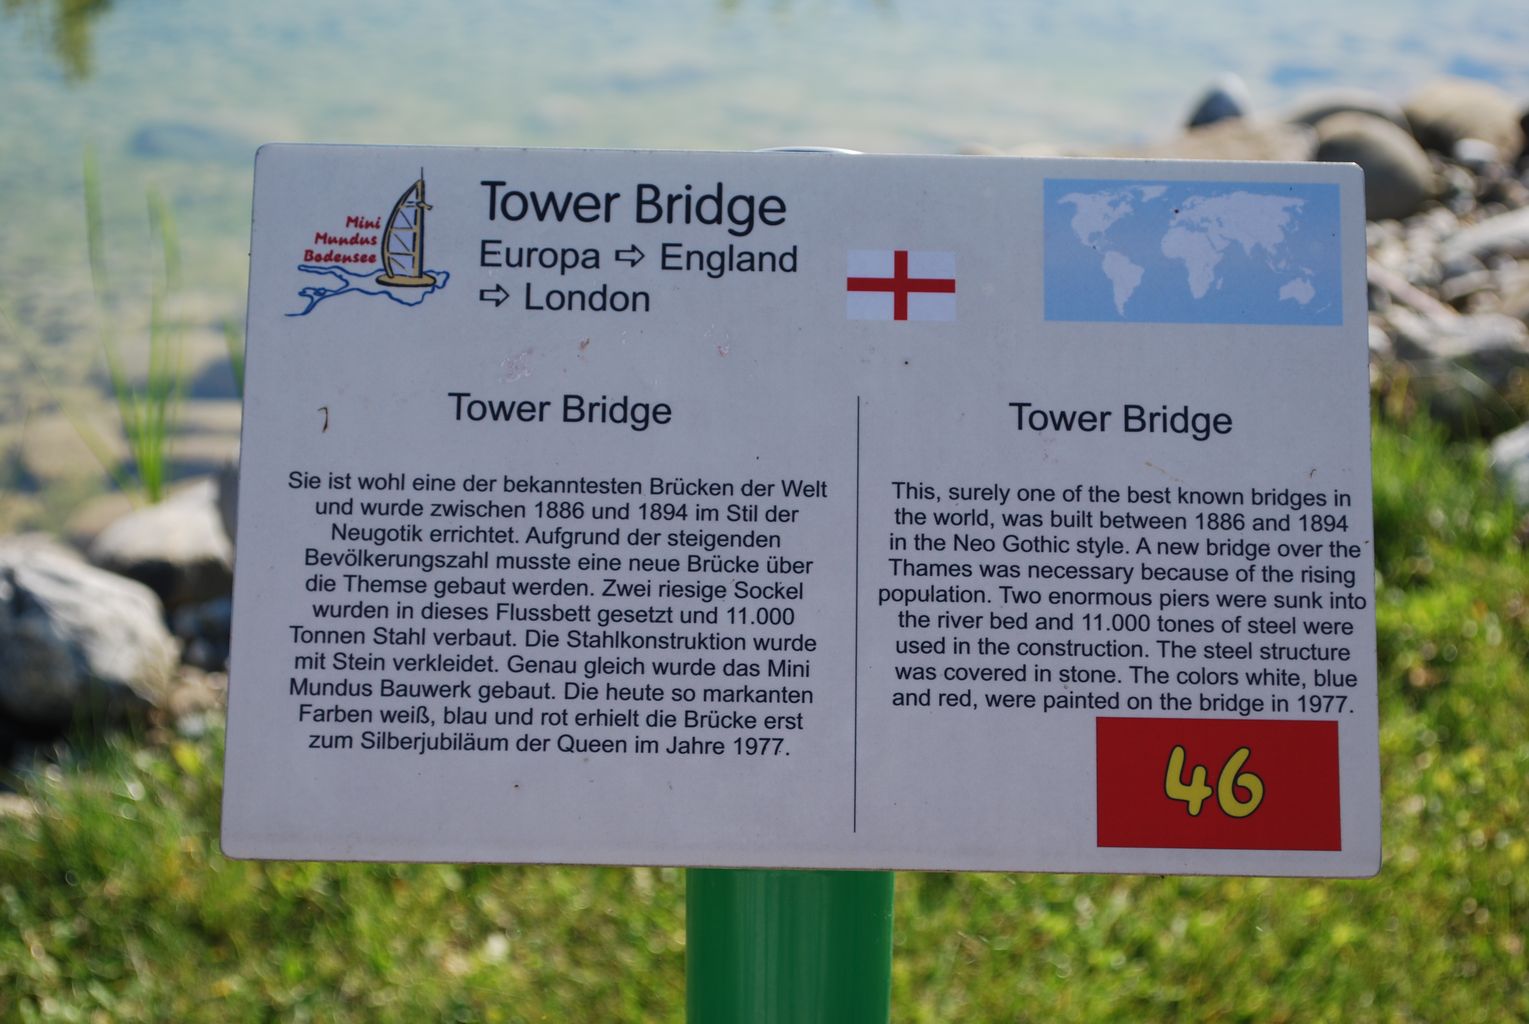 Mini
Mundus
Bodensee
Tower Bridge
Europa ⇨ England
⇨ London
Tower Bridge
Sie ist wohl eine der bekanntesten Brücken der Welt
und wurde zwischen 1886 und 1894 im Stil der
Neugotik errichtet. Aufgrund der steigenden
Bevölkerungszahl musste eine neue Brücke über
die Themse gebaut werden. Zwei riesige Sockel
wurden in dieses Flussbett gesetzt und 11.000
Tonnen Stahl verbaut. Die Stahlkonstruktion wurde
mit Stein verkleidet. Genau gleich wurde das Mini
Mundus Bauwerk gebaut. Die heute so markanten
Farben weiß, blau und rot erhielt die Brücke erst
zum Silberjubiläum der Queen im Jahre 1977.
Tower Bridge
This, surely one of the best known bridges in
the world, was built between 1886 and 1894
in the Neo Gothic style. A new bridge over the
Thames was necessary because of the rising
population. Two enormous piers were sunk into
the river bed and 11.000 tones of steel were
used in the construction. The steel structure
was covered in stone. The colors white, blue
and red, were painted on the bridge in 1977.
46